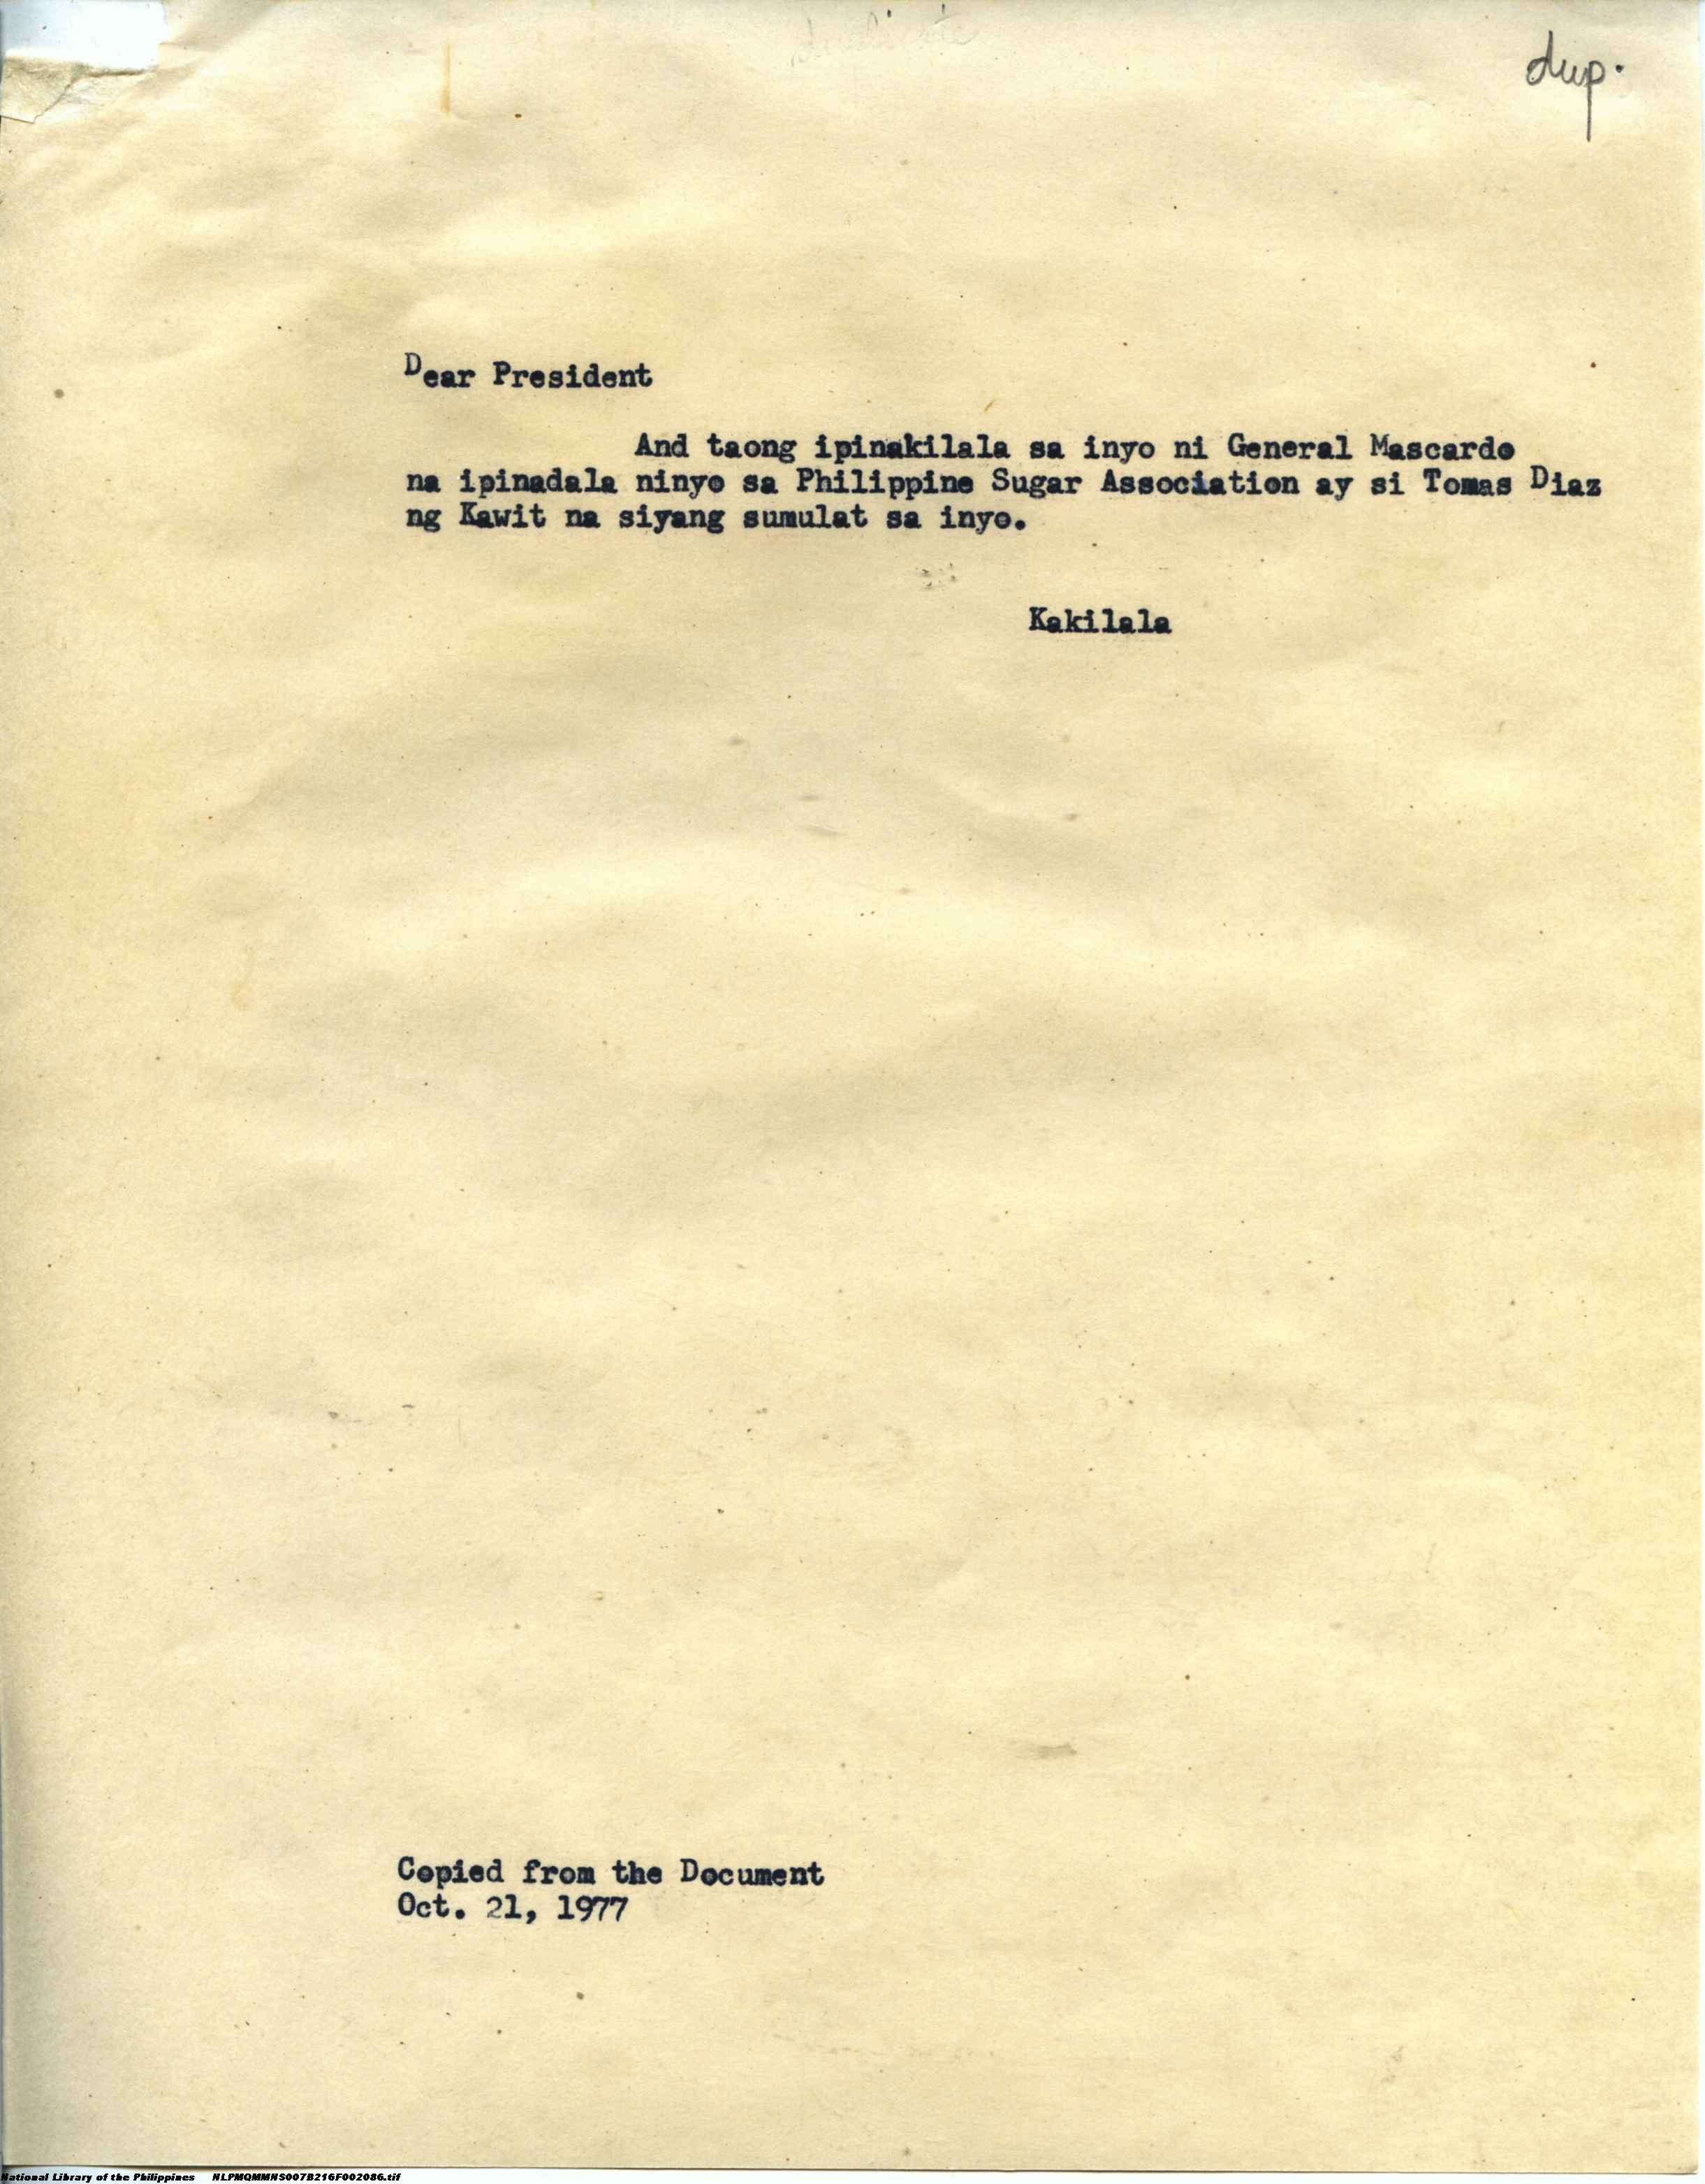 dup.
Dear President
And taong ipinakilala sa inyo ni General Mascardo
na ipinadala ninyo sa Philippine Sugar Association ay si Tomas Diaz
ng Kawit na siyang sumulat sa inyo.
Kakilala
Copied from the Document
Oct. 21, 1977
National Library of the Philippines NLPMQMMNS007B216F002086.tif